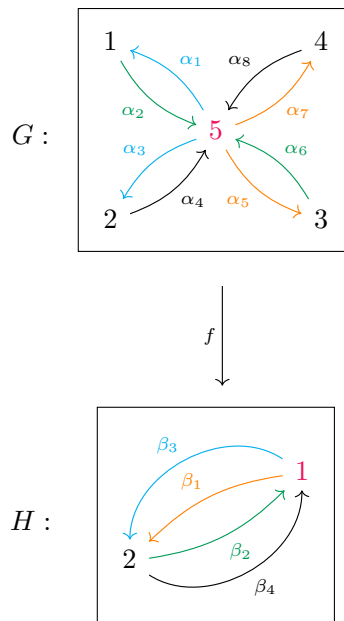 1 α₁ α₈ 4
α₂ α₇
G : 5
α₃ α₆
2 α₄ α₅ 3
f
β₃
β₁ 1
H : 2
β₂
β₄